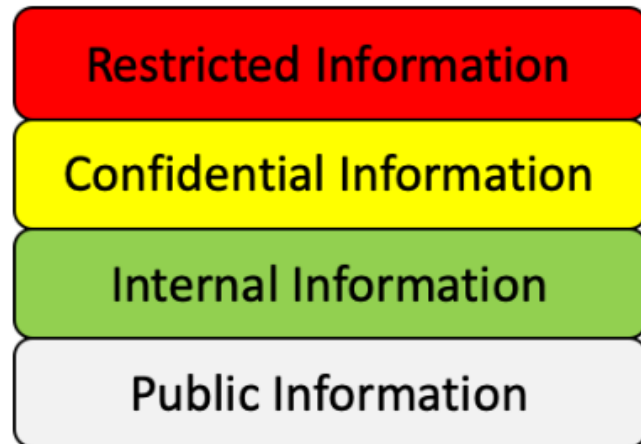 Restricted Information
Confidential Information
Internal Information
Public Information